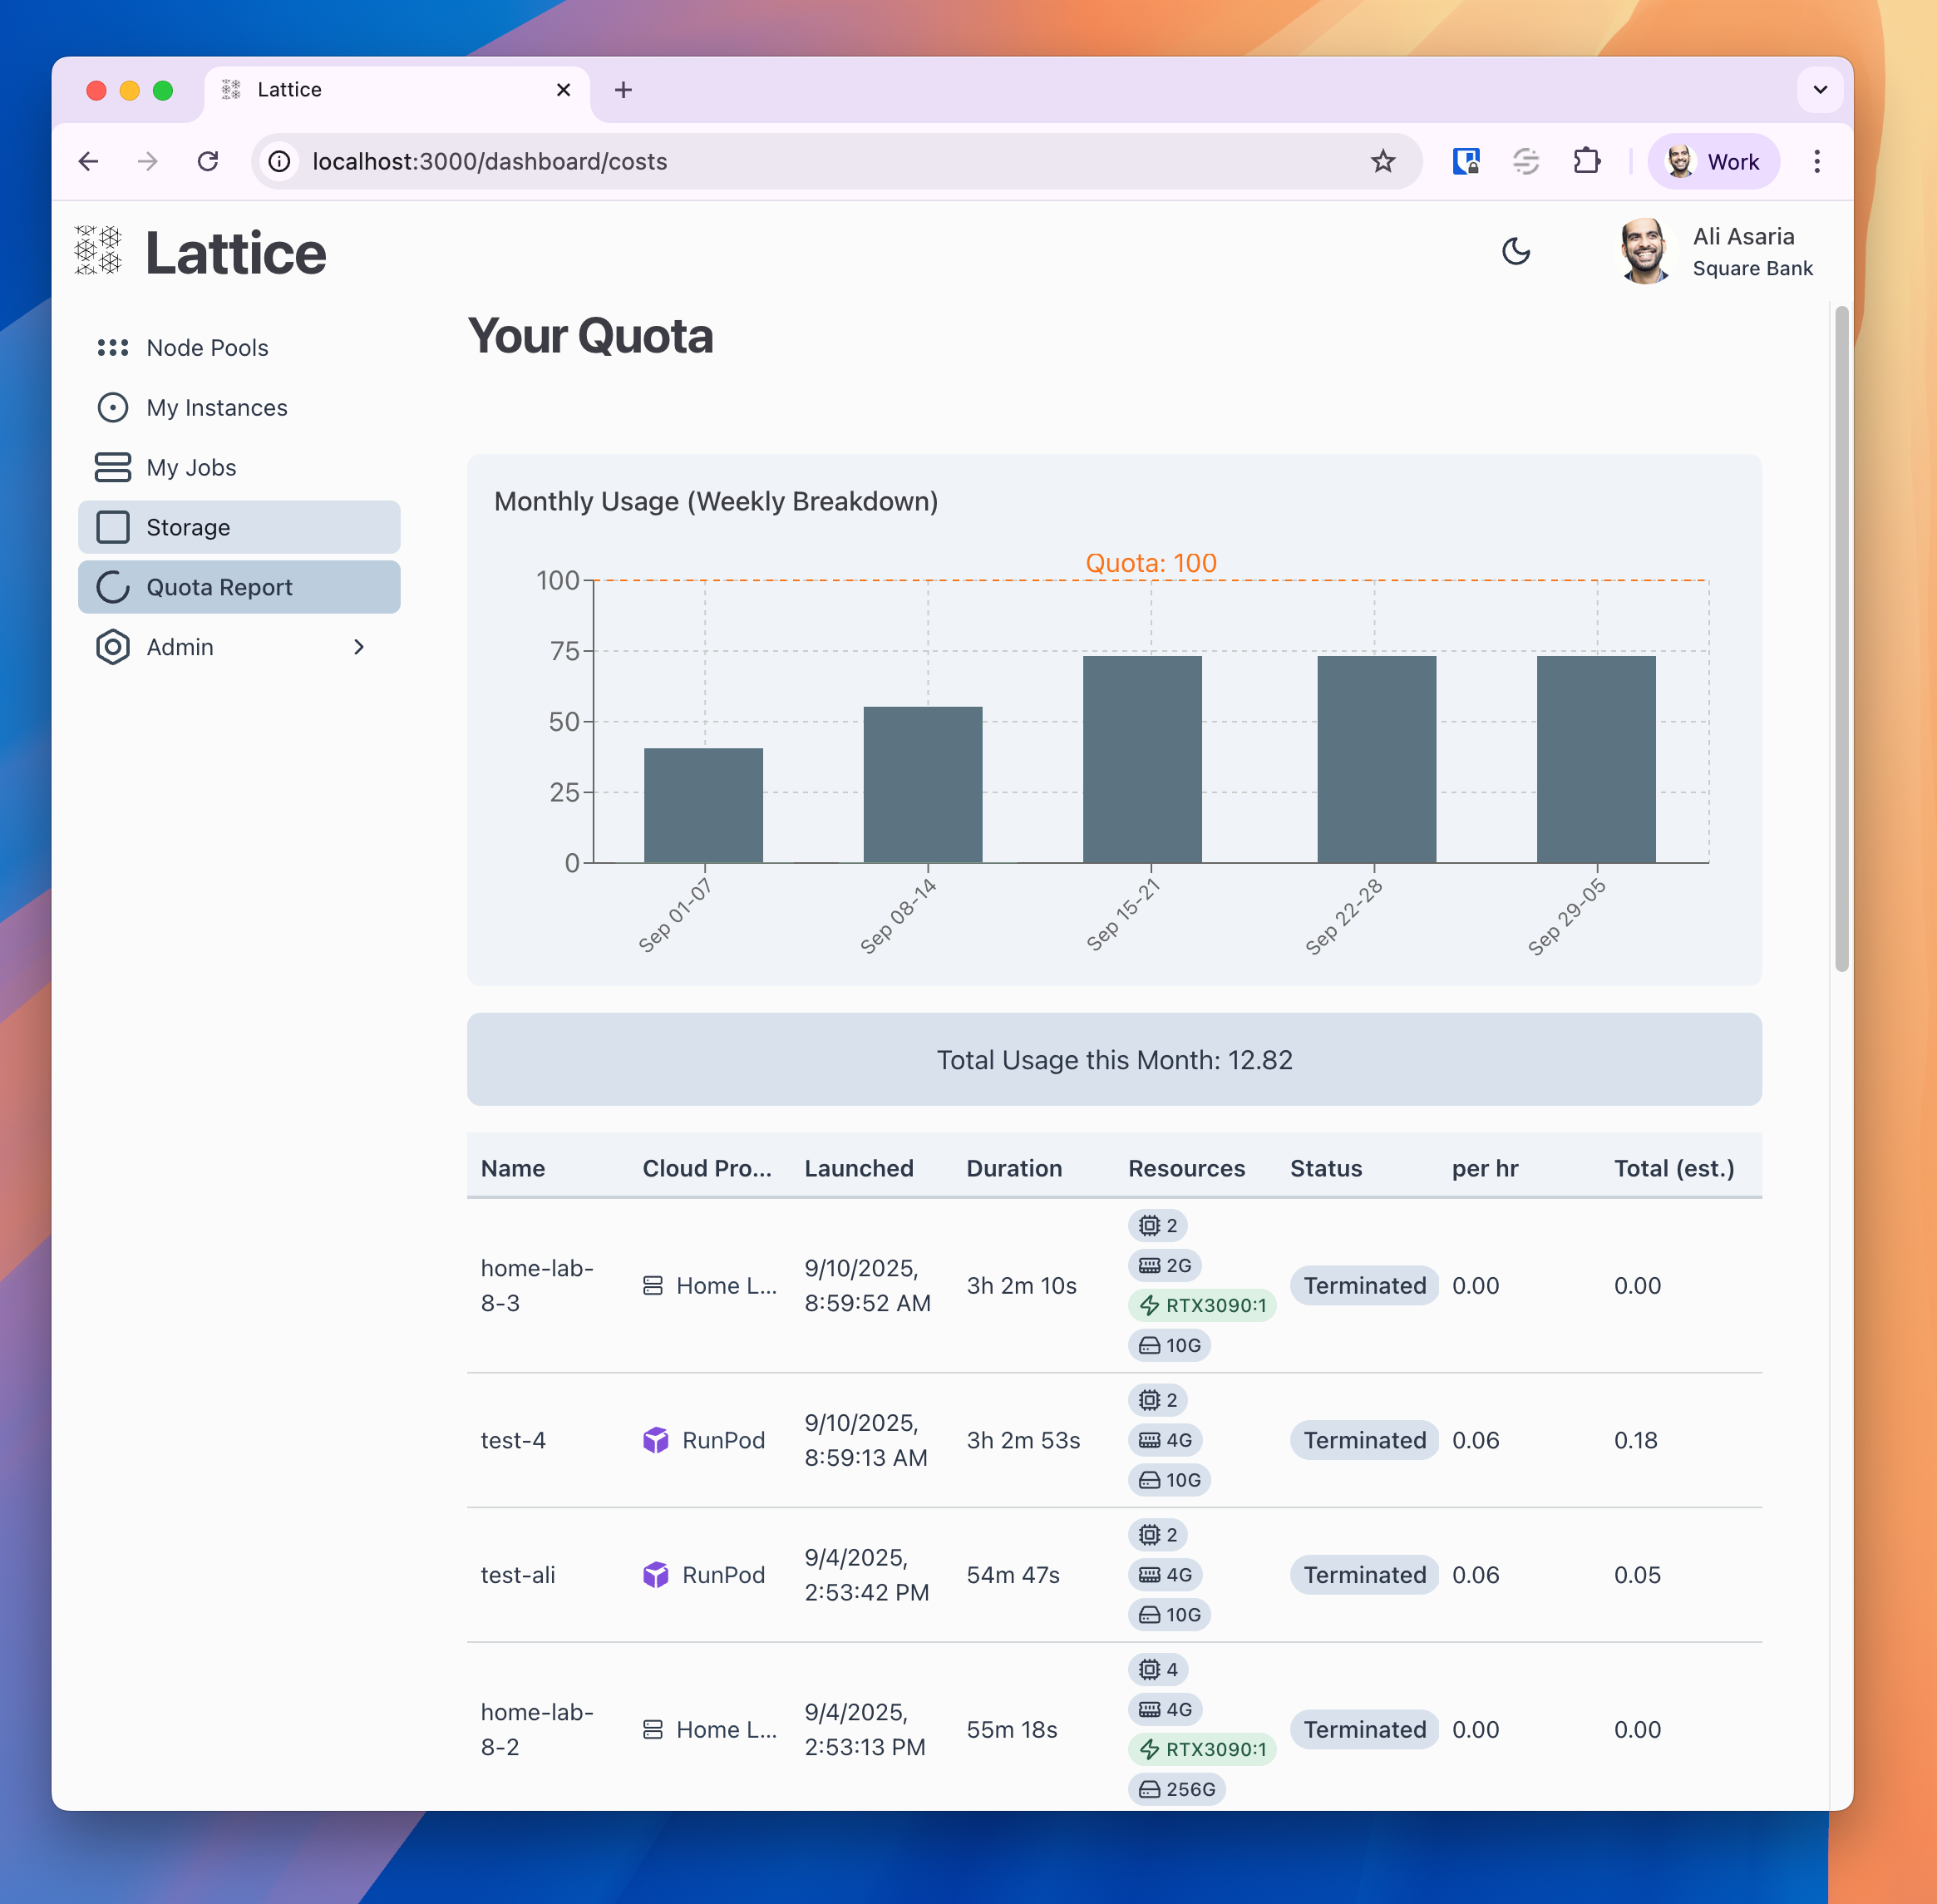 Lattice
localhost:3000/dashboard/costs
Work
Lattice
Ali Asaria
Square Bank
Node Pools
My Instances
My Jobs
Storage
Quota Report
Admin
Your Quota
Monthly Usage (Weekly Breakdown)
Quota: 100
100
75
50
25
0
Sep 01-07
Sep 08-14
Sep 15-21
Sep 22-28
Sep 29-05
Total Usage this Month: 12.82
Name Cloud Pro... Launched Duration Resources Status per hr Total (est.)
home-lab-
8-3
Home L...
9/10/2025,
8:59:52 AM
3h 2m 10s
2
2G
RTX3090:1
10G
Terminated
0.00
0.00
test-4
RunPod
9/10/2025,
8:59:13 AM
3h 2m 53s
2
4G
10G
Terminated
0.06
0.18
test-ali
RunPod
9/4/2025,
2:53:42 PM
54m 47s
2
4G
10G
Terminated
0.06
0.05
home-lab-
8-2
Home L...
9/4/2025,
2:53:13 PM
55m 18s
4
4G
RTX3090:1
256G
Terminated
0.00
0.00